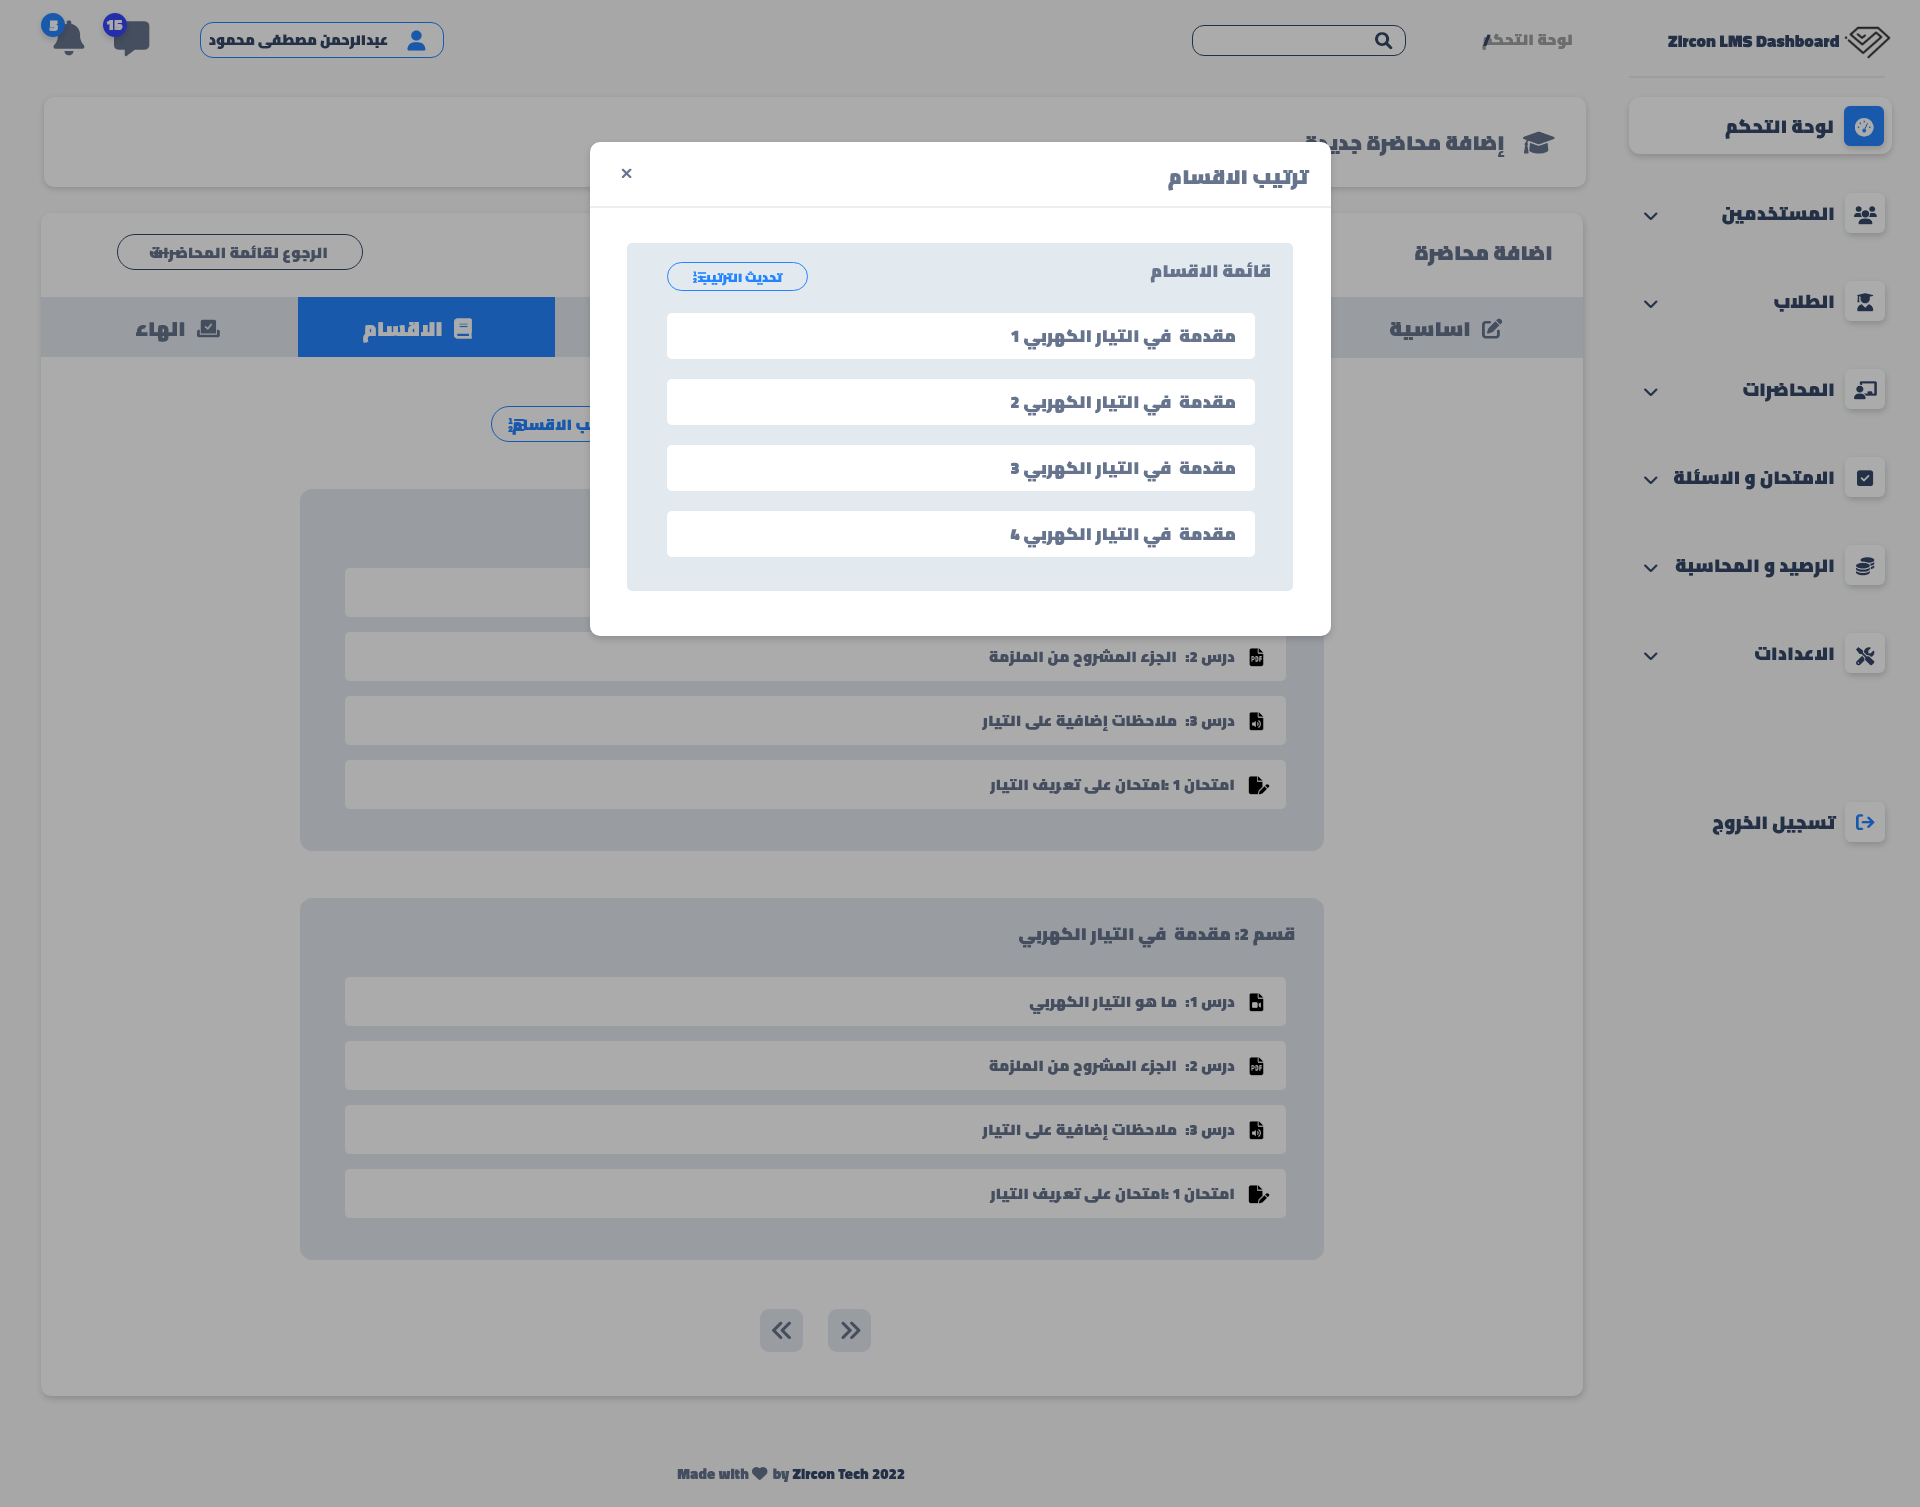 Zircon LMS Dashboard
لوحة التحكم /
عبدالرحمن مصطفى محمود
15
5
لوحة التحكم
المستخدمين
الطلاب
المحاضرات
الامتحان و الاسئلة
الرصيد و المحاسبة
الاعدادات
تسجيل الخروج
إضافة محاضرة جديدة
اضافة محاضرة
الرجوع لقائمة المحاضرات
اساسية
الاقسام
الهاء
ترتيب الاقسام
×
قائمة الاقسام
تحديث الترتيب
مقدمة في التيار الكهربي 1
مقدمة في التيار الكهربي 2
مقدمة في التيار الكهربي 3
مقدمة في التيار الكهربي 4
ب الاقسام
درس 2: الجزء المشروح من الملزمة
درس 3: ملاحظات إضافية على التيار
امتحان 1 :امتحان على تعريف التيار
قسم 2: مقدمة في التيار الكهربي
درس 1: ما هو التيار الكهربي
درس 2: الجزء المشروح من الملزمة
درس 3: ملاحظات إضافية على التيار
امتحان 1 :امتحان على تعريف التيار
Made with by Zircon Tech 2022